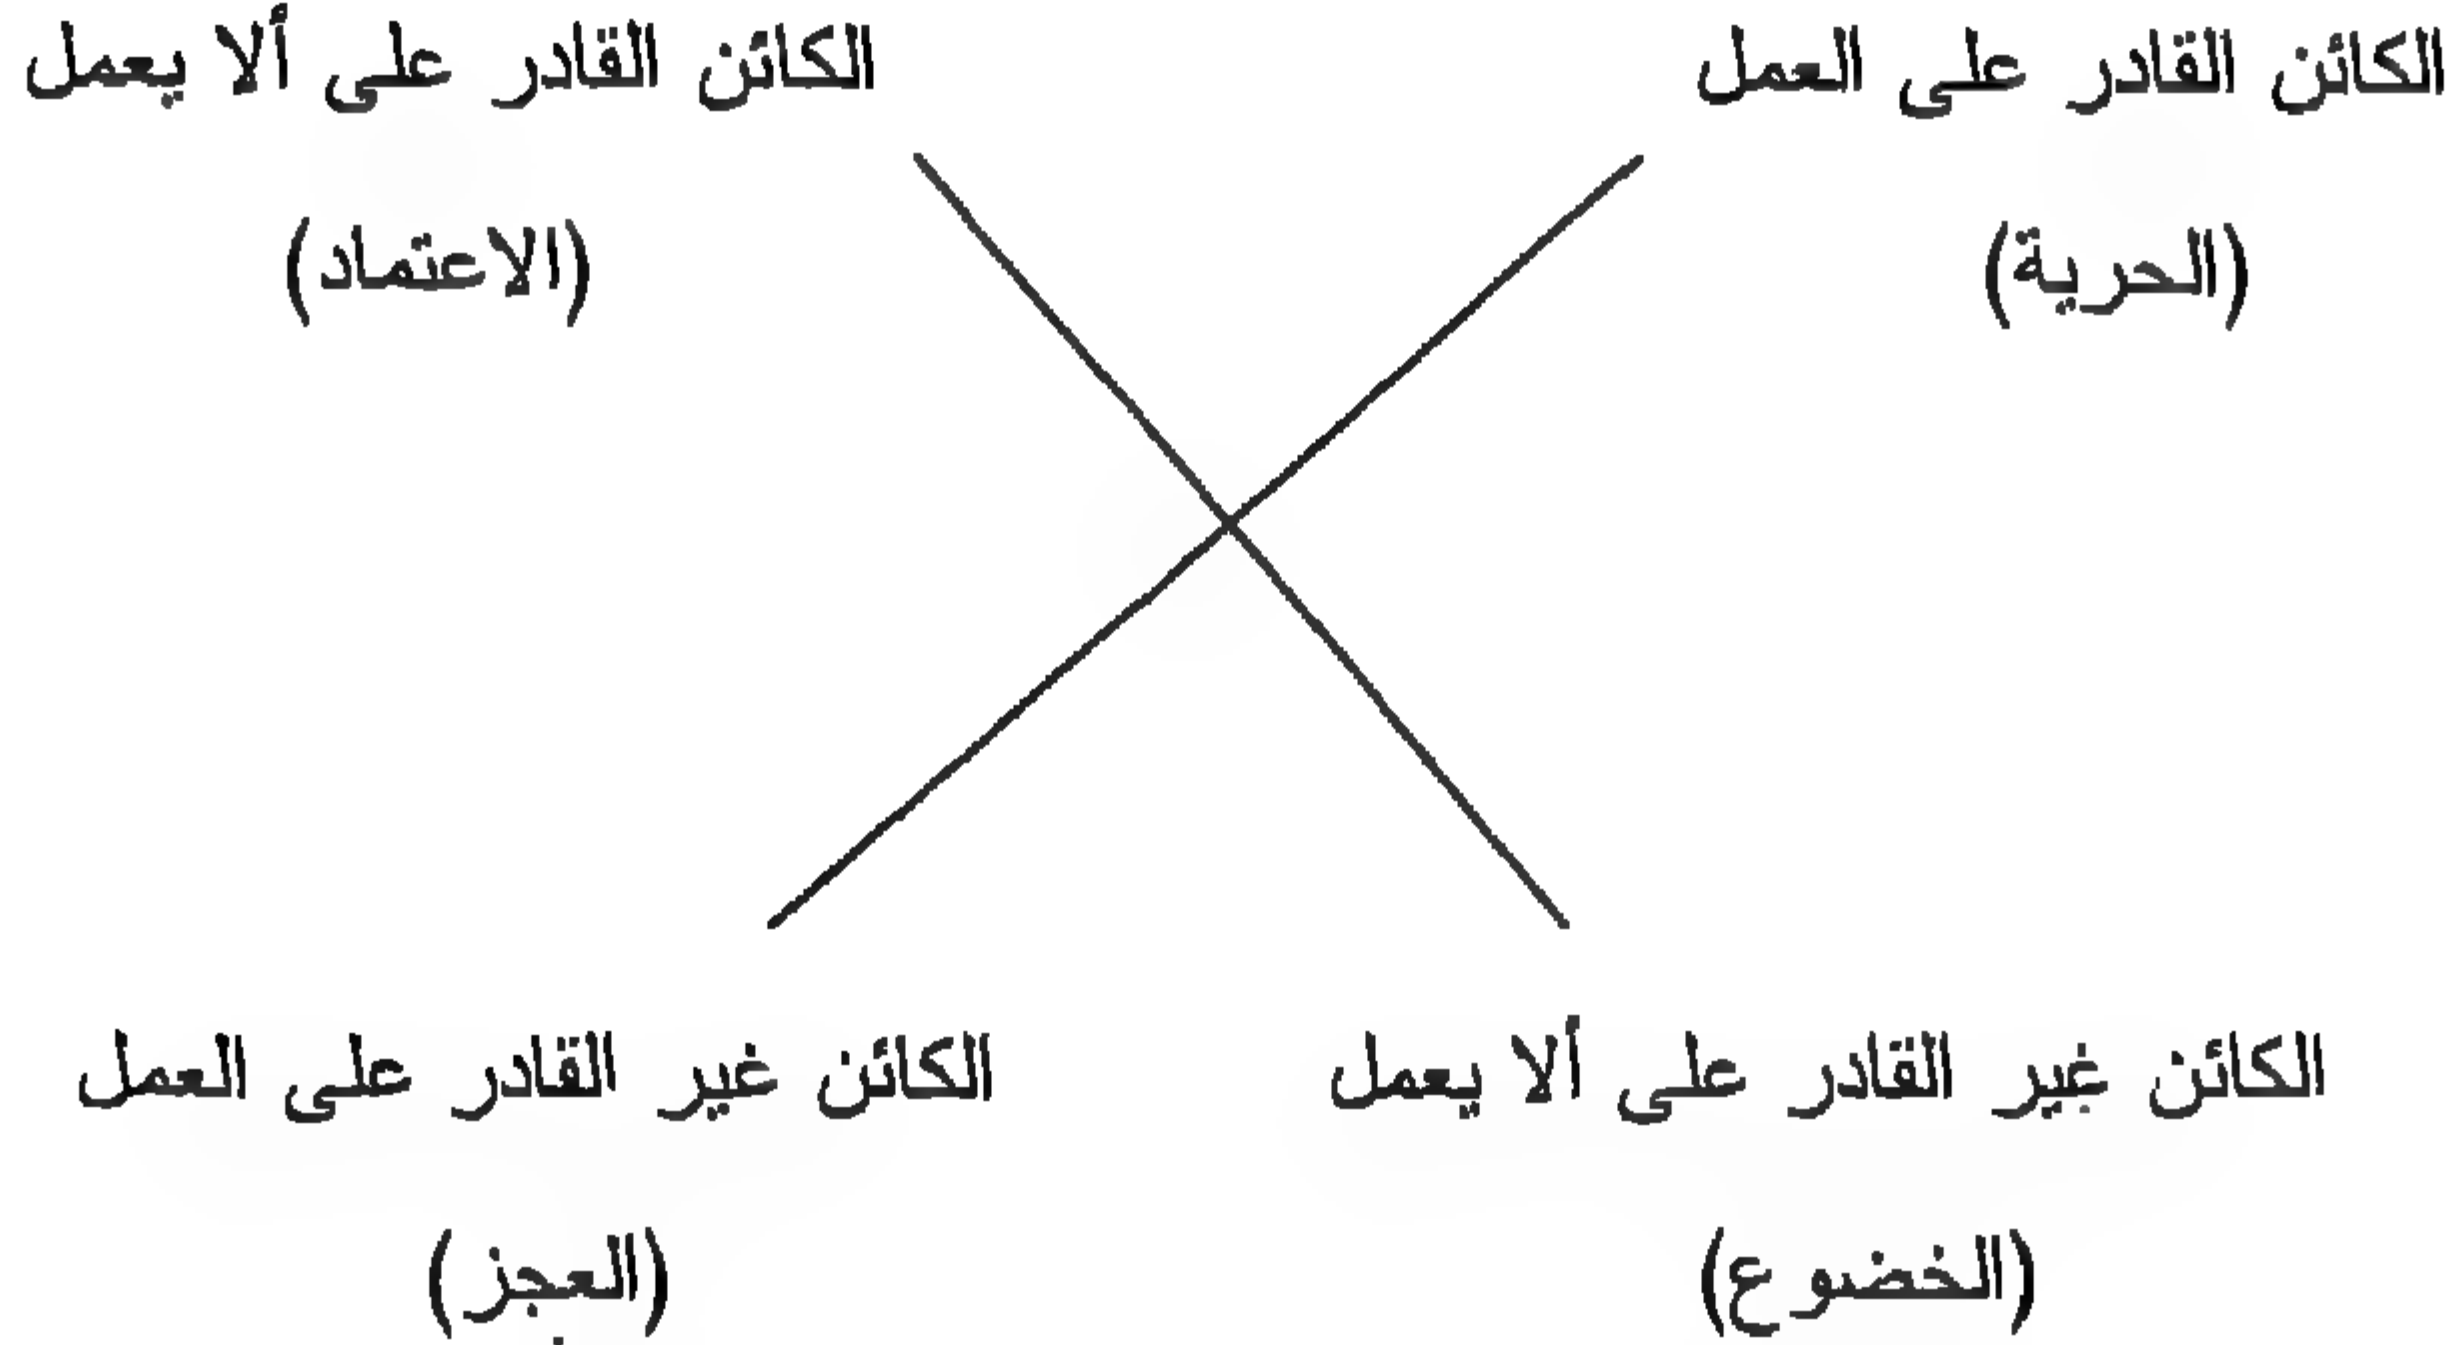 الكائن القادر على العمل
الكائن القادر على ألا يعمل
(الحرية)
(الاعتماد)
الكائن غير القادر على ألا يعمل
الكائن غير القادر على العمل
(الخضوع)
(العجز)